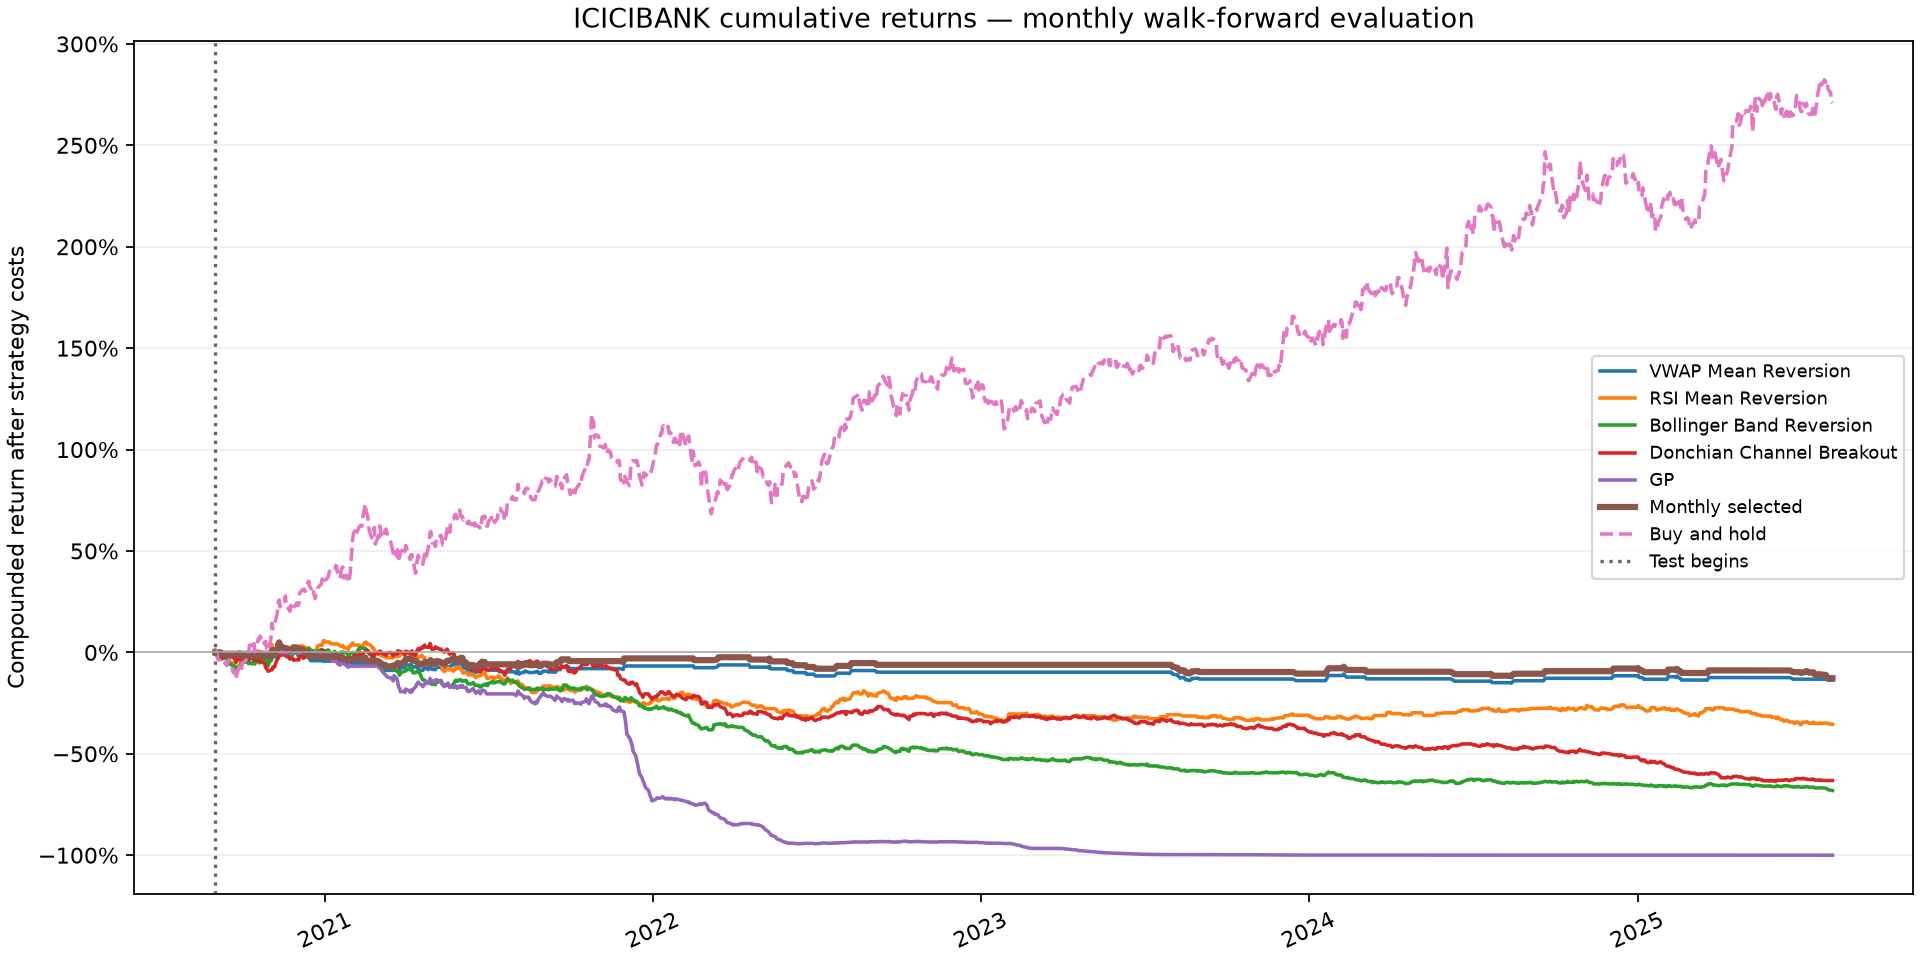 ICICIBANK cumulative returns — monthly walk-forward evaluation
Compounded return after strategy costs
300%
250%
200%
150%
100%
50%
0%
−50%
−100%
VWAP Mean Reversion
RSI Mean Reversion
Bollinger Band Reversion
Donchian Channel Breakout
GP
Monthly selected
Buy and hold
Test begins
2021
2022
2023
2024
2025